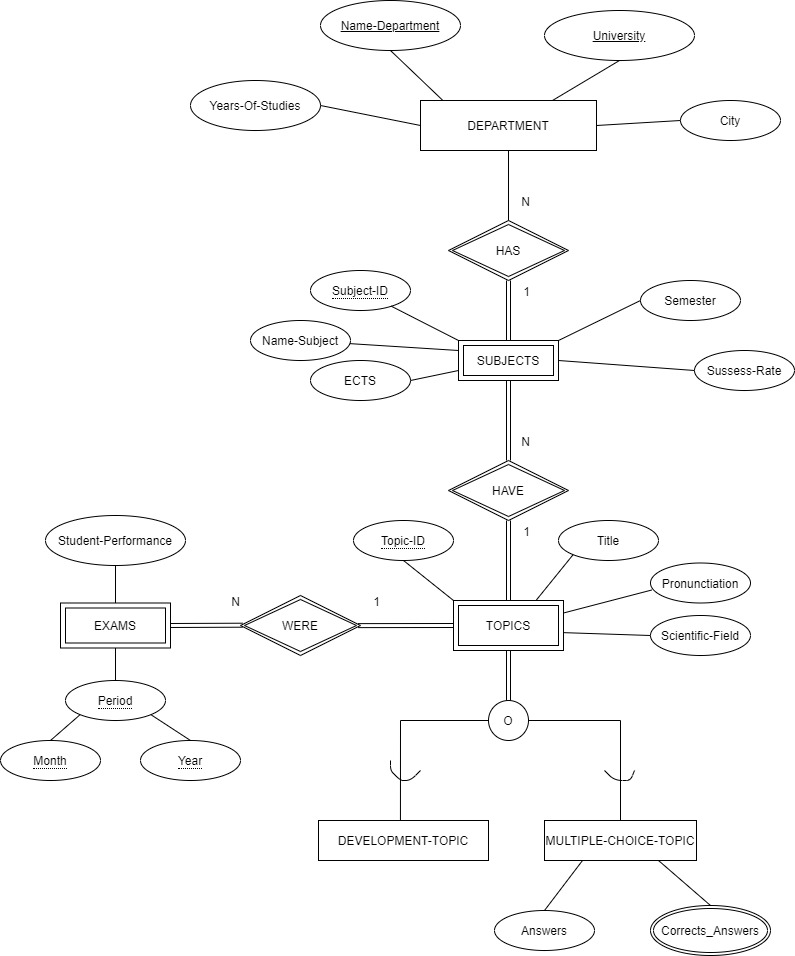 Name-Department
University
Years-Of-Studies
DEPARTMENT
City
N
HAS
1
Subject-ID
Semester
Name-Subject
SUBJECTS
Sussess-Rate
ECTS
N
HAVE
1
Student-Performance
Topic-ID
Title
Pronunctiation
N
1
EXAMS
WERE
TOPICS
Scientific-Field
Period
O
Month
Year
DEVELOPMENT-TOPIC
MULTIPLE-CHOICE-TOPIC
Answers
Corrects_Answers